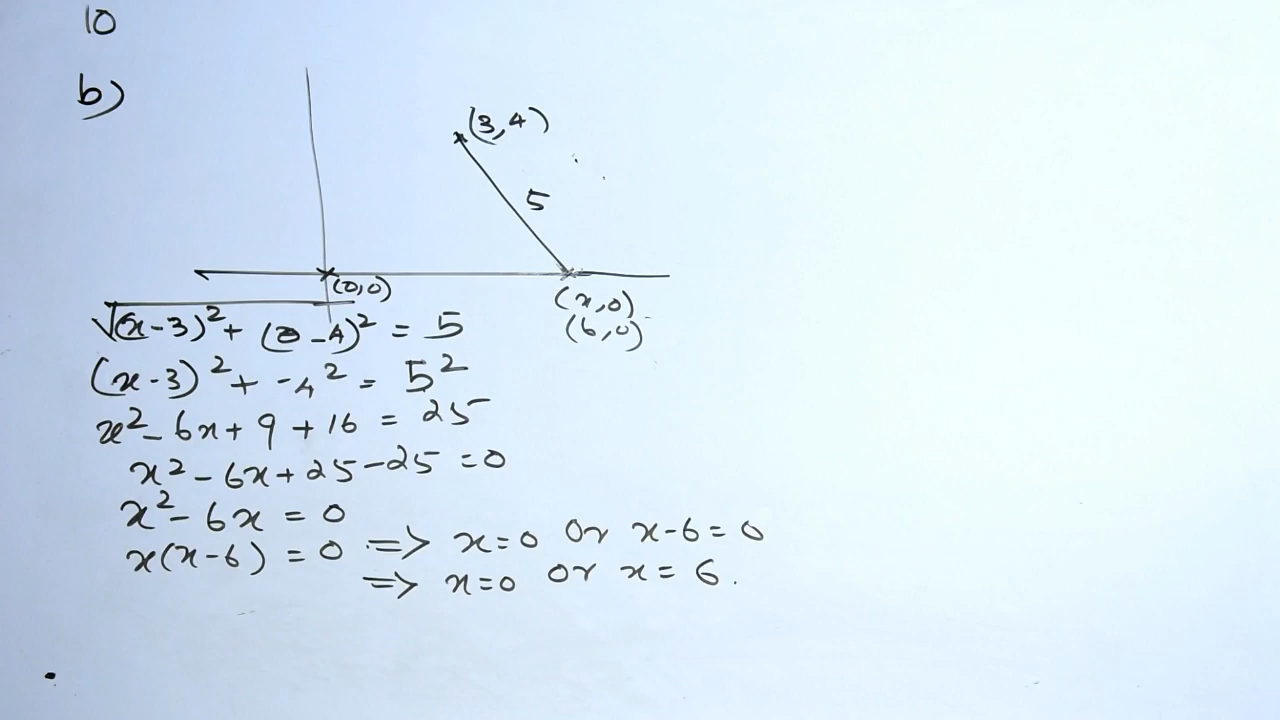 10
b)
(3,4)
5
(0,0)
(x,0)
(6,0)
√(x-3)² + (0-4)² = 5
(x-3)² + -4² = 5²
x² - 6x + 9 + 16 = 25
x² - 6x + 25 - 25 = 0
x² - 6x = 0
x(x-6) = 0 => x=0 Or x-6=0
=> x=0 or x = 6.